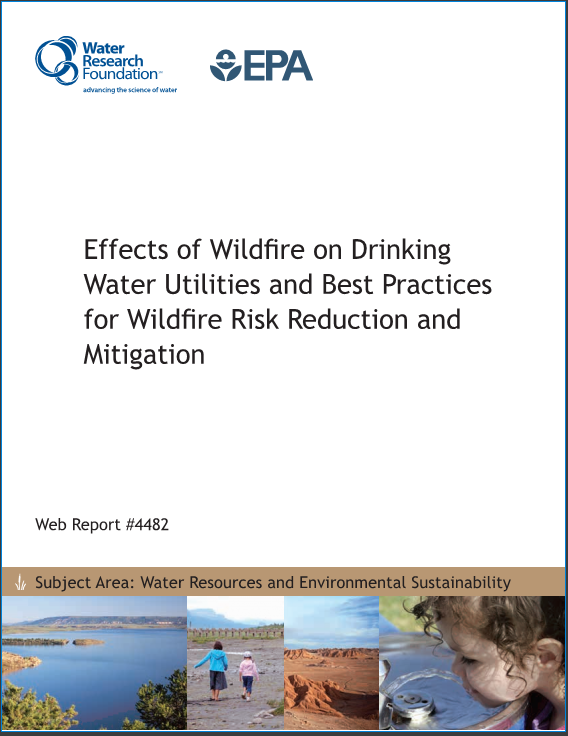 Water
Research
Foundation℠
advancing the science of water
EPA
Effects of Wildfire on Drinking
Water Utilities and Best Practices
for Wildfire Risk Reduction and
Mitigation
Web Report #4482
Subject Area: Water Resources and Environmental Sustainability